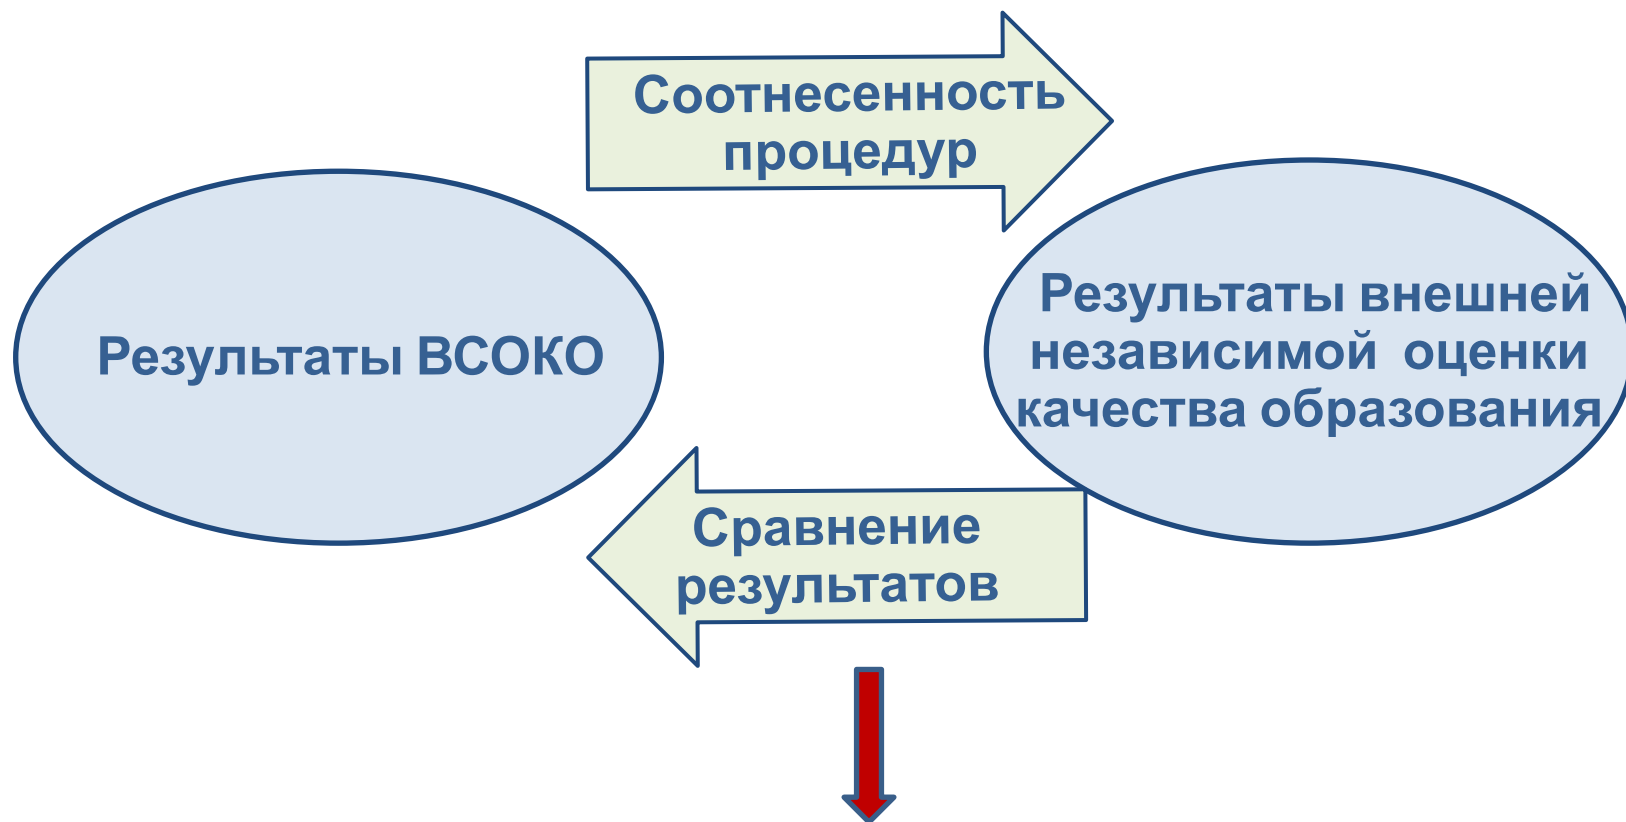 Соотнесенность
процедур
Результаты ВСОКО
Результаты внешней
независимой оценки
качества образования
Сравнение
результатов